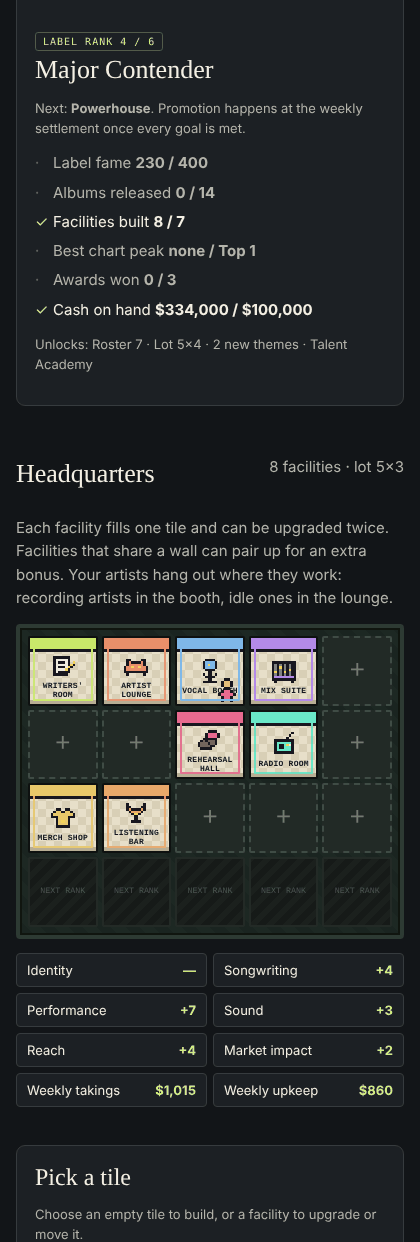 LABEL RANK 4 / 6
Major Contender
Next: Powerhouse. Promotion happens at the weekly
settlement once every goal is met.
· Label fame 230 / 400
· Albums released 0 / 14
✓ Facilities built 8 / 7
· Best chart peak none / Top 1
· Awards won 0 / 3
✓ Cash on hand $334,000 / $100,000
Unlocks: Roster 7 · Lot 5×4 · 2 new themes · Talent
Academy
Headquarters
8 facilities · lot 5×3
Each facility fills one tile and can be upgraded twice.
Facilities that share a wall can pair up for an extra
bonus. Your artists hang out where they work:
recording artists in the booth, idle ones in the lounge.
WRITERS'
ROOM
ARTIST
LOUNGE
VOCAL BOOTH
MIX SUITE
+
+
+
REHEARSAL
HALL
RADIO ROOM
+
MERCH SHOP
LISTENING
BAR
+
+
+
NEXT RANK
NEXT RANK
NEXT RANK
NEXT RANK
NEXT RANK
Identity —
Songwriting +4
Performance +7
Sound +3
Reach +4
Market impact +2
Weekly takings $1,015
Weekly upkeep $860
Pick a tile
Choose an empty tile to build, or a facility to upgrade or
move it.